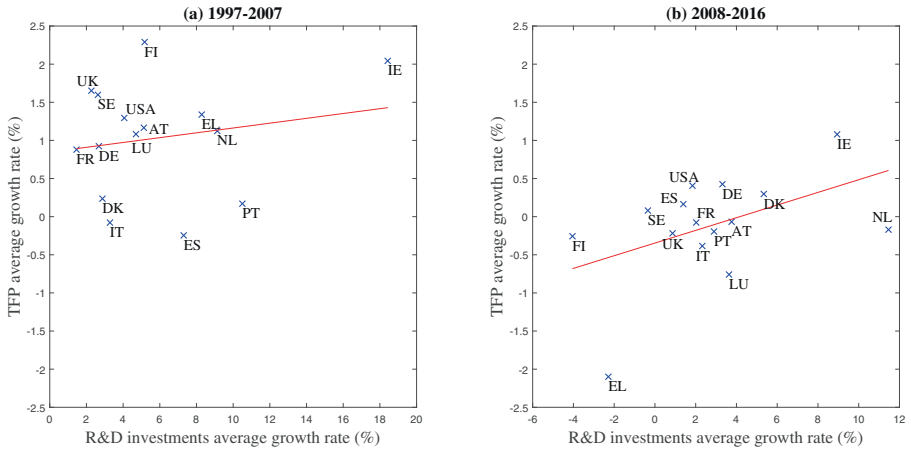 (a) 1997-2007
TFP average growth rate (%)
2.5
2
1.5
1
0.5
0
-0.5
-1
-1.5
-2
-2.5
FI
IE
UK
SE
USA
AT
EL
LU
NL
FR
DE
DK
PT
IT
ES
0 2 4 6 8 10 12 14 16 18 20
R&D investments average growth rate (%)
(b) 2008-2016
TFP average growth rate (%)
2.5
2
1.5
1
0.5
0
-0.5
-1
-1.5
-2
-2.5
IE
USA
DE
ES
DK
SE
FR
NL
FI
UK
PT
AT
IT
LU
EL
-6 -4 -2 0 2 4 6 8 10 12
R&D investments average growth rate (%)